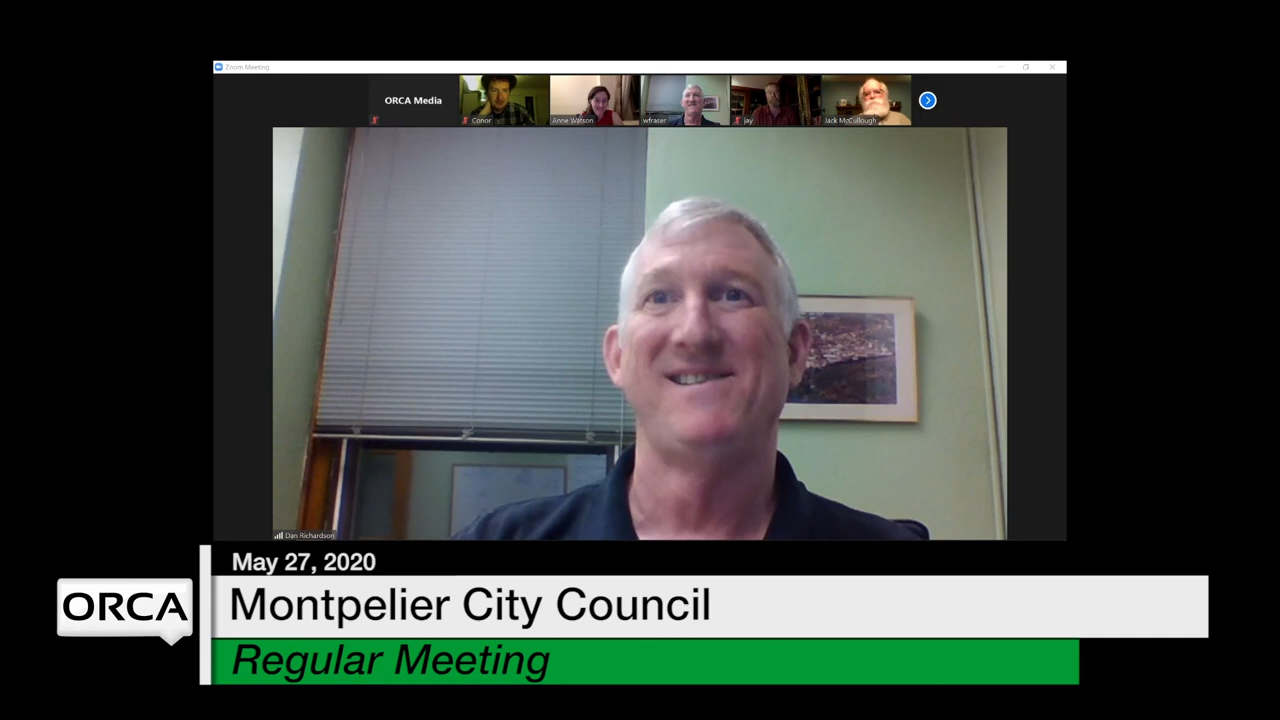 Zoom Meeting
ORCA Media
Conor
Anne Watson
wfraser
jay
Jack McCullough
Dan Richardson
May 27, 2020
ORCA
Montpelier City Council
Regular Meeting